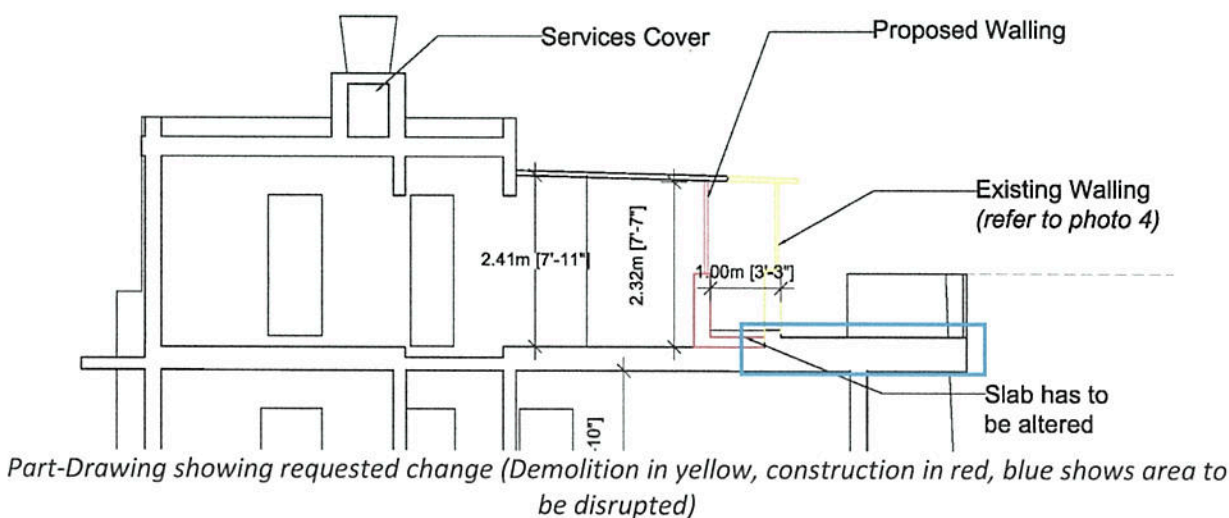 Services Cover
Proposed Walling
Existing Walling
(refer to photo 4)
2.41m [7'-11"]
2.32m [7'-7"]
1.00m [3'-3"]
Slab has to
be altered
-10"]
Part-Drawing showing requested change (Demolition in yellow, construction in red, blue shows area to
be disrupted)